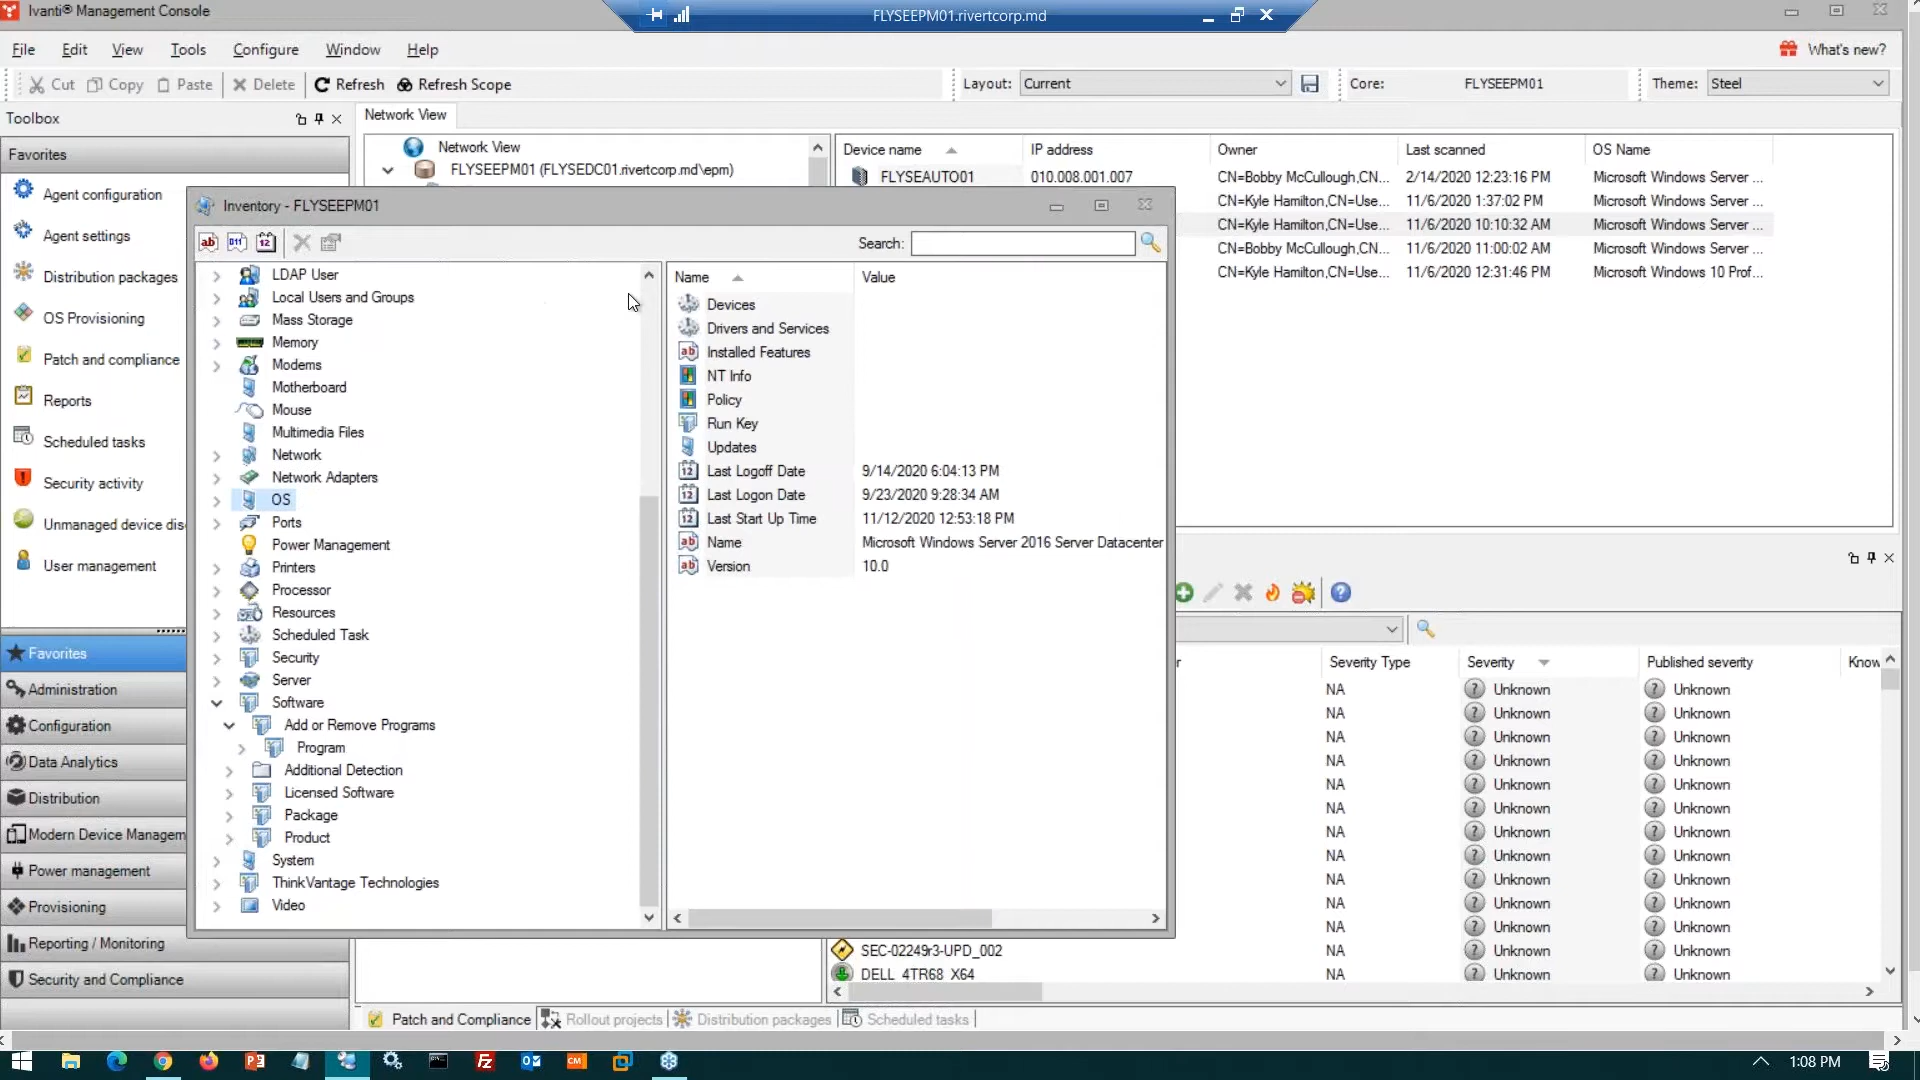 Ivanti® Management Console
FLYSEEPM01.rivertcorp.md
File Edit View Tools Configure Window Help
What's new?
Cut Copy Paste Delete Refresh Refresh Scope
Layout: Current
Core: FLYSEEPM01
Theme: Steel
Toolbox
Favorites
Agent configuration
Agent settings
Distribution packages
OS Provisioning
Patch and compliance
Reports
Scheduled tasks
Security activity
Unmanaged device dis
User management
Favorites
Administration
Configuration
Data Analytics
Distribution
Modern Device Managem
Power management
Provisioning
Reporting / Monitoring
Security and Compliance
Network View
Network View
FLYSEEPM01 (FLYSEDC01.rivertcorp.md\epm)
Device name IP address Owner Last scanned OS Name
FLYSEAUTO01 010.008.001.007 CN=Bobby McCullough,CN... 2/14/2020 12:23:16 PM Microsoft Windows Server ...
CN=Kyle Hamilton,CN=Use... 11/6/2020 1:37:02 PM Microsoft Windows Server ...
CN=Kyle Hamilton,CN=Use... 11/6/2020 10:10:32 AM Microsoft Windows Server ...
CN=Bobby McCullough,CN... 11/6/2020 11:00:02 AM Microsoft Windows Server ...
CN=Kyle Hamilton,CN=Use... 11/6/2020 12:31:46 PM Microsoft Windows 10 Prof...
Inventory - FLYSEEPM01
Search:
LDAP User
Local Users and Groups
Mass Storage
Memory
Modems
Motherboard
Mouse
Multimedia Files
Network
Network Adapters
OS
Ports
Power Management
Printers
Processor
Resources
Scheduled Task
Security
Server
Software
Add or Remove Programs
Program
Additional Detection
Licensed Software
Package
Product
System
ThinkVantage Technologies
Video
Name Value
Devices
Drivers and Services
Installed Features
NT Info
Policy
Run Key
Updates
Last Logoff Date 9/14/2020 6:04:13 PM
Last Logon Date 9/23/2020 9:28:34 AM
Last Start Up Time 11/12/2020 12:53:18 PM
Name Microsoft Windows Server 2016 Server Datacenter
Version 10.0
r Severity Type Severity Published severity Know
NA Unknown Unknown
NA Unknown Unknown
NA Unknown Unknown
NA Unknown Unknown
NA Unknown Unknown
NA Unknown Unknown
NA Unknown Unknown
NA Unknown Unknown
NA Unknown Unknown
NA Unknown Unknown
NA Unknown Unknown
SEC-02249r3-UPD_002 NA Unknown Unknown
DELL_4TR68_X64 NA Unknown Unknown
Patch and Compliance Rollout projects Distribution packages Scheduled tasks
1:08 PM